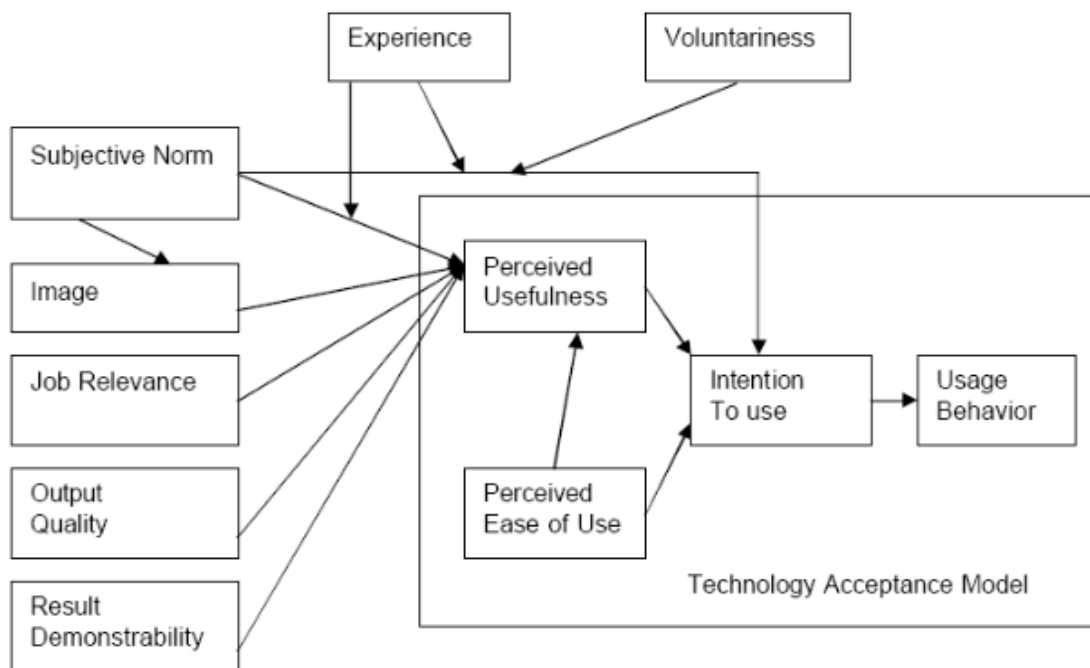 Experience
Voluntariness
Subjective Norm
Image
Job Relevance
Output
Quality
Result
Demonstrability
Perceived
Usefulness
Perceived
Ease of Use
Intention
To use
Usage
Behavior
Technology Acceptance Model